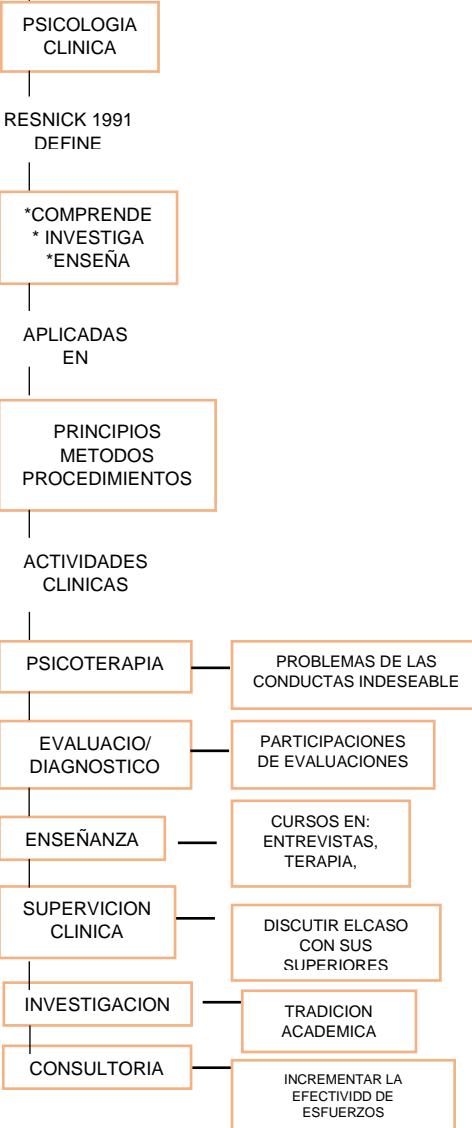 PSICOLOGIA
CLINICA
RESNICK 1991
DEFINE
*COMPRENDE
* INVESTIGA
*ENSEÑA
APLICADAS
EN
PRINCIPIOS
METODOS
PROCEDIMIENTOS
ACTIVIDADES
CLINICAS
PSICOTERAPIA
PROBLEMAS DE LAS
CONDUCTAS INDESEABLE
EVALUACIO/
DIAGNOSTICO
PARTICIPACIONES
DE EVALUACIONES
ENSEÑANZA
CURSOS EN:
ENTREVISTAS,
TERAPIA,
SUPERVICION
CLINICA
DISCUTIR ELCASO
CON SUS
SUPERIORES
INVESTIGACION
TRADICION
ACADEMICA
CONSULTORIA
INCREMENTAR LA
EFECTIVIDD DE
ESFUERZOS